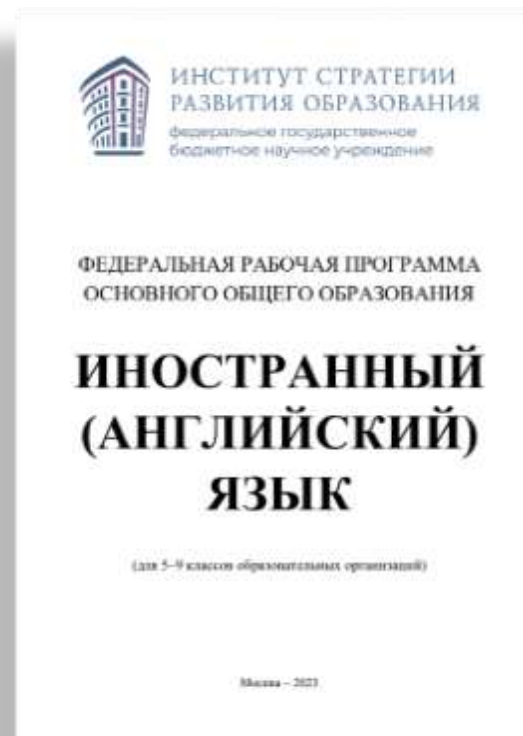 ИНСТИТУТ СТРАТЕГИИ
РАЗВИТИЯ ОБРАЗОВАНИЯ
федеральное государственное
бюджетное научное учреждение
ФЕДЕРАЛЬНАЯ РАБОЧАЯ ПРОГРАММА
ОСНОВНОГО ОБЩЕГО ОБРАЗОВАНИЯ
ИНОСТРАННЫЙ
(АНГЛИЙСКИЙ)
ЯЗЫК
(для 5–9 классов образовательных организаций)
Москва – 2023